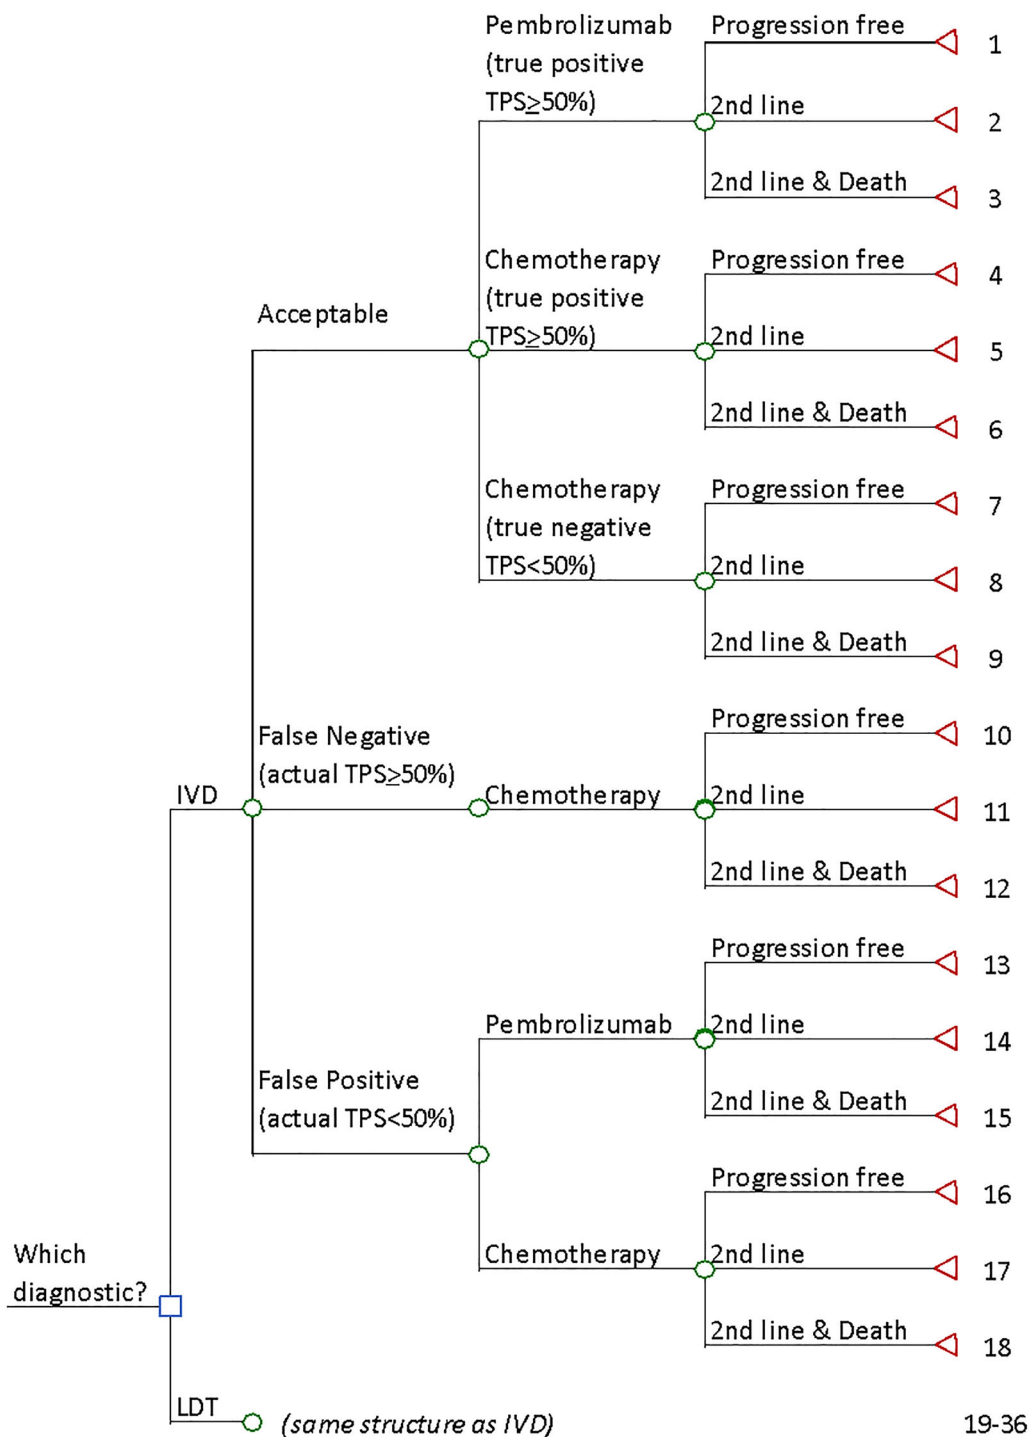 Pembrolizumab
(true positive
TPS≥50%)
Progression free
1
2nd line
2
2nd line & Death
3
Acceptable
Chemotherapy
(true positive
TPS≥50%)
Progression free
4
2nd line
5
2nd line & Death
6
Chemotherapy
(true negative
TPS<50%)
Progression free
7
2nd line
8
2nd line & Death
9
IVD
False Negative
(actual TPS≥50%)
Chemotherapy
Progression free
10
2nd line
11
2nd line & Death
12
False Positive
(actual TPS<50%)
Pembrolizumab
Progression free
13
2nd line
14
2nd line & Death
15
Chemotherapy
Progression free
16
2nd line
17
2nd line & Death
18
Which
diagnostic?
LDT
(same structure as IVD)
19-36